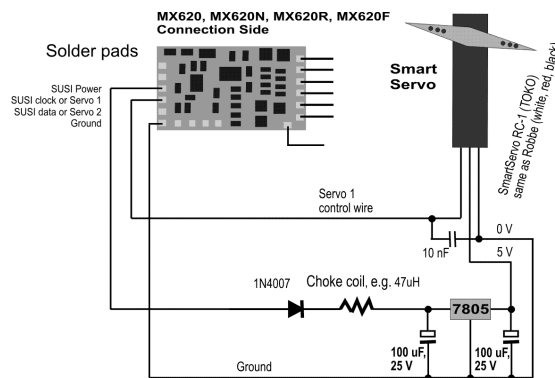 MX620, MX620N, MX620R, MX620F
Connection Side
Solder pads
SUSI Power
SUSI clock or Servo 1
SUSI data or Servo 2
Ground
Smart
Servo
SmartServo RC-1 (TOKO)
same as Robbe (white, red, black)
Servo 1
control wire
0 V
10 nF
5 V
1N4007
Choke coil, e.g. 47uH
7805
100 uF,
25 V
100 uF,
25 V
Ground